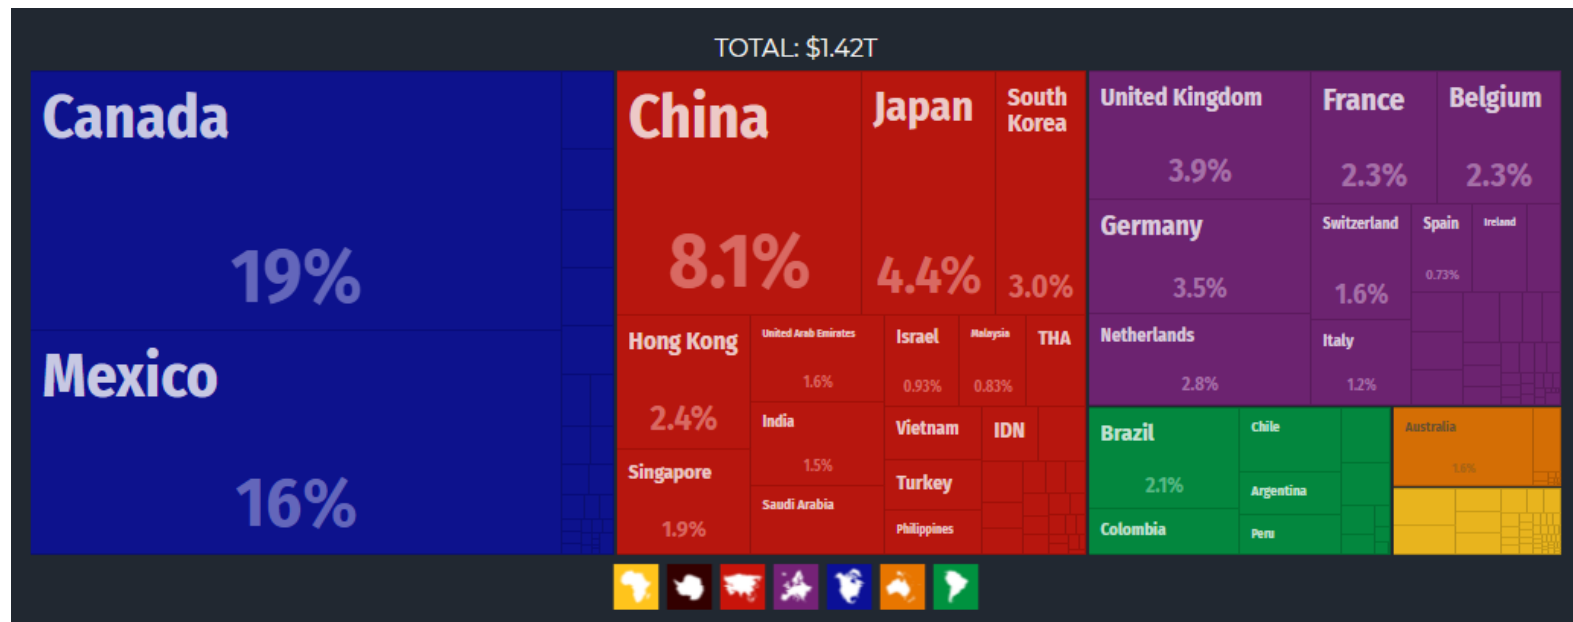 TOTAL: $1.42T
Canada
19%
Mexico
16%
China
8.1%
Japan
4.4%
South
Korea
3.0%
Hong Kong
2.4%
Singapore
1.9%
United Arab Emirates
1.6%
India
1.5%
Saudi Arabia
Israel
0.93%
Malaysia
0.83%
THA
Vietnam
IDN
Turkey
Philippines
United Kingdom
3.9%
Germany
3.5%
Netherlands
2.8%
France
2.3%
Belgium
2.3%
Switzerland
1.6%
Spain
0.73%
Ireland
Italy
1.2%
Brazil
2.1%
Colombia
Chile
Argentina
Peru
Australia
1.6%